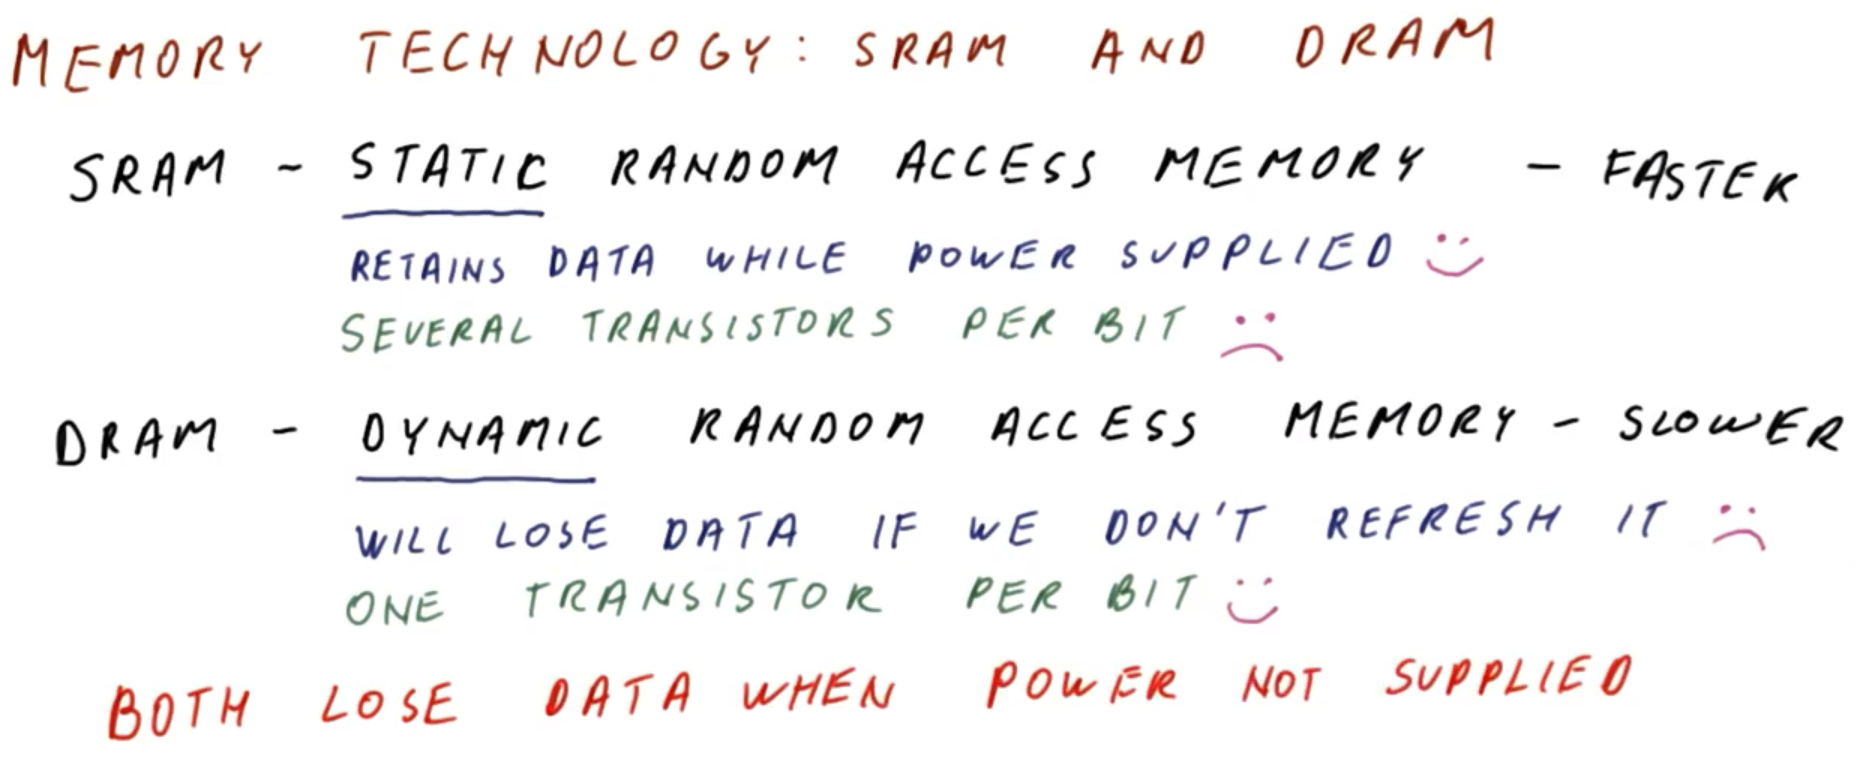 MEMORY TECHNOLOGY: SRAM AND DRAM
SRAM - STATIC RANDOM ACCESS MEMORY - FASTER
RETAINS DATA WHILE POWER SUPPLIED
SEVERAL TRANSISTORS PER BIT
DRAM - DYNAMIC RANDOM ACCESS MEMORY - SLOWER
WILL LOSE DATA IF WE DON'T REFRESH IT
ONE TRANSISTOR PER BIT
BOTH LOSE DATA WHEN POWER NOT SUPPLIED